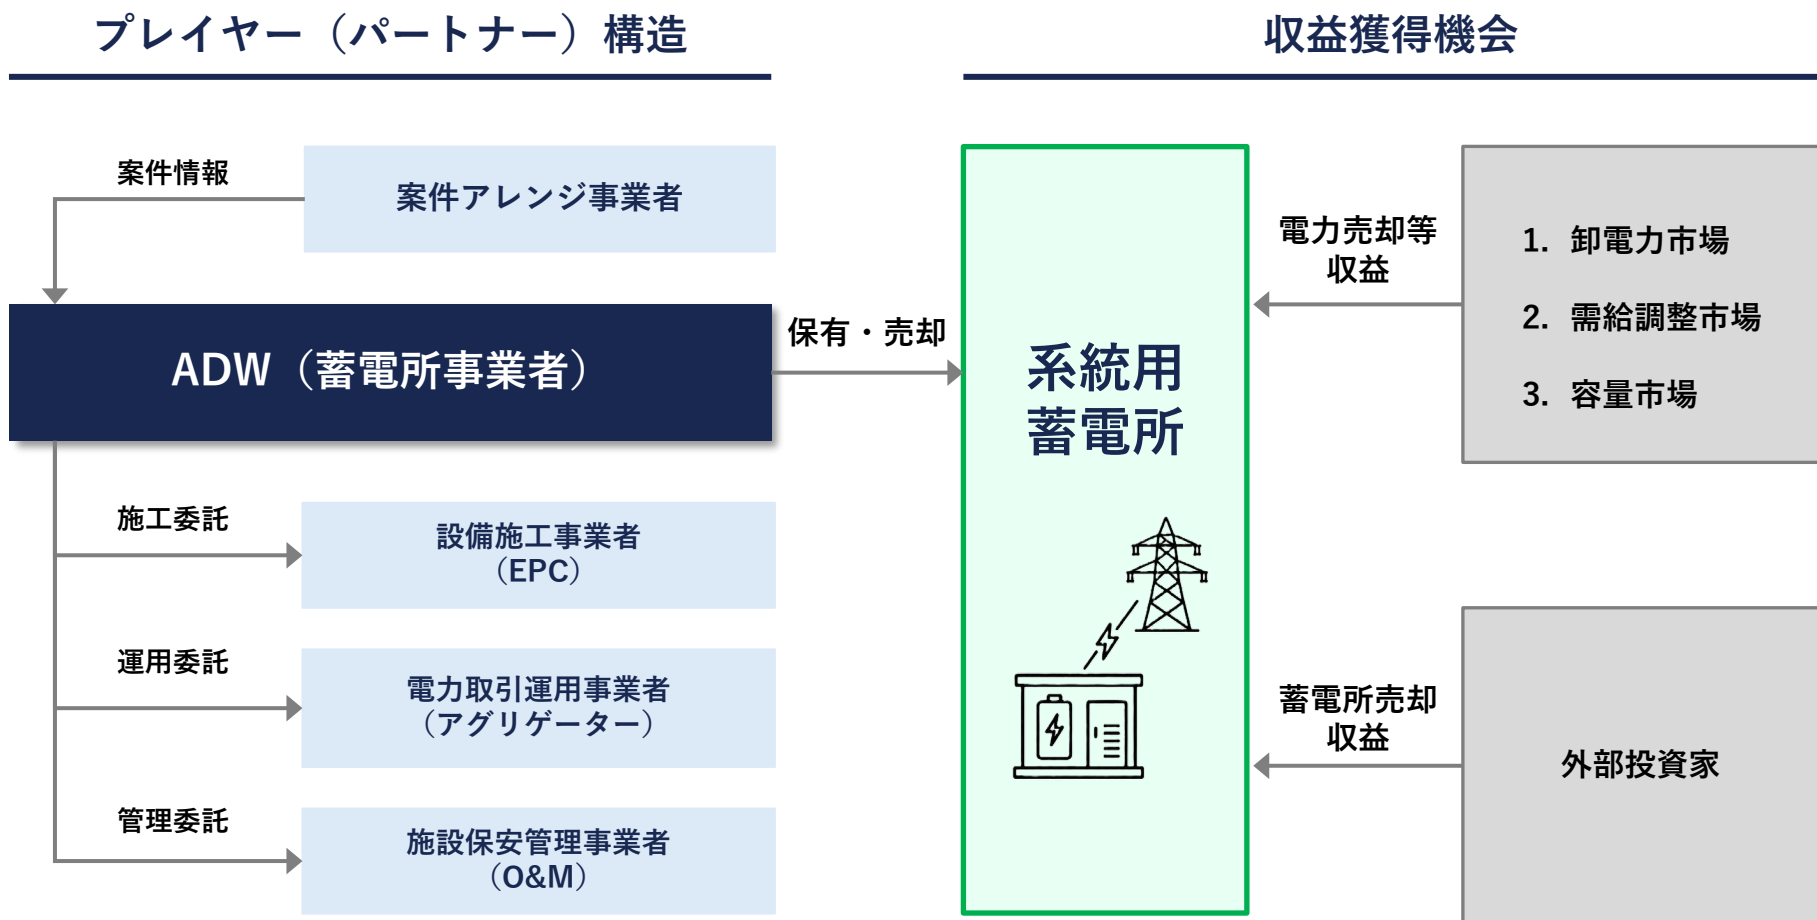 プレイヤー（パートナー）構造
案件情報
案件アレンジ事業者
ADW（蓄電所事業者）
保有・売却
施工委託
設備施工事業者
（EPC）
運用委託
電力取引運用事業者
（アグリゲーター）
管理委託
施設保安管理事業者
（O&M）
収益獲得機会
系統用
蓄電所
電力売却等
収益
1. 卸電力市場
2. 需給調整市場
3. 容量市場
蓄電所売却
収益
外部投資家